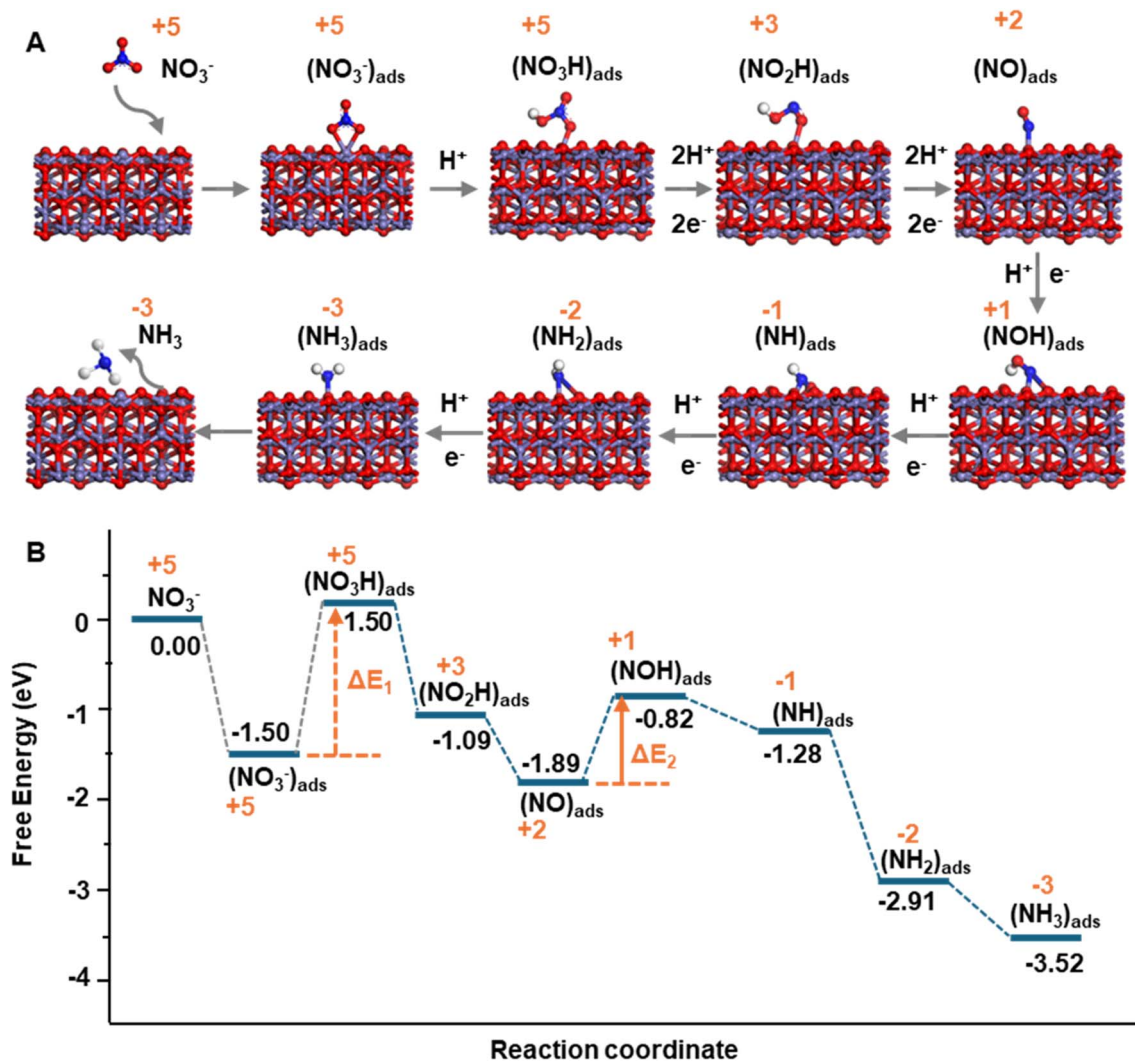 A
+5 +5 +5 +3 +2
NO₃⁻ (NO₃⁻)ads (NO₃H)ads (NO₂H)ads (NO)ads
H⁺ 2H⁺ 2H⁺
2e⁻ 2e⁻
H⁺ e⁻
-3 -3 -2 -1 +1
NH₃ (NH₃)ads (NH₂)ads (NH)ads (NOH)ads
H⁺ H⁺ H⁺
e⁻ e⁻ e⁻
B
Free Energy (eV)
0
-1
-2
-3
-4
+5
NO₃⁻
0.00
-1.50
(NO₃⁻)ads
+5
+5
(NO₃H)ads
1.50
ΔE₁
+3
(NO₂H)ads
-1.09
-1.89
(NO)ads
+2
+1
(NOH)ads
-0.82
ΔE₂
-1
(NH)ads
-1.28
-2
(NH₂)ads
-2.91
-3
(NH₃)ads
-3.52
Reaction coordinate